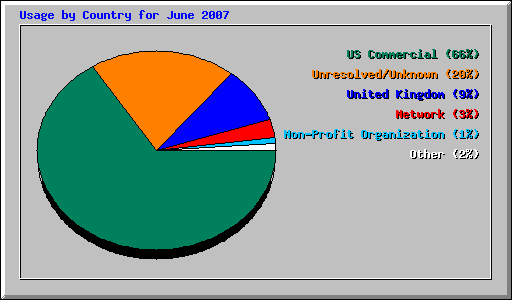 Usage by Country for June 2007
US Commercial (66%)
Unresolved/Unknown (20%)
United Kingdom (9%)
Network (3%)
Non-Profit Organization (1%)
Other (2%)